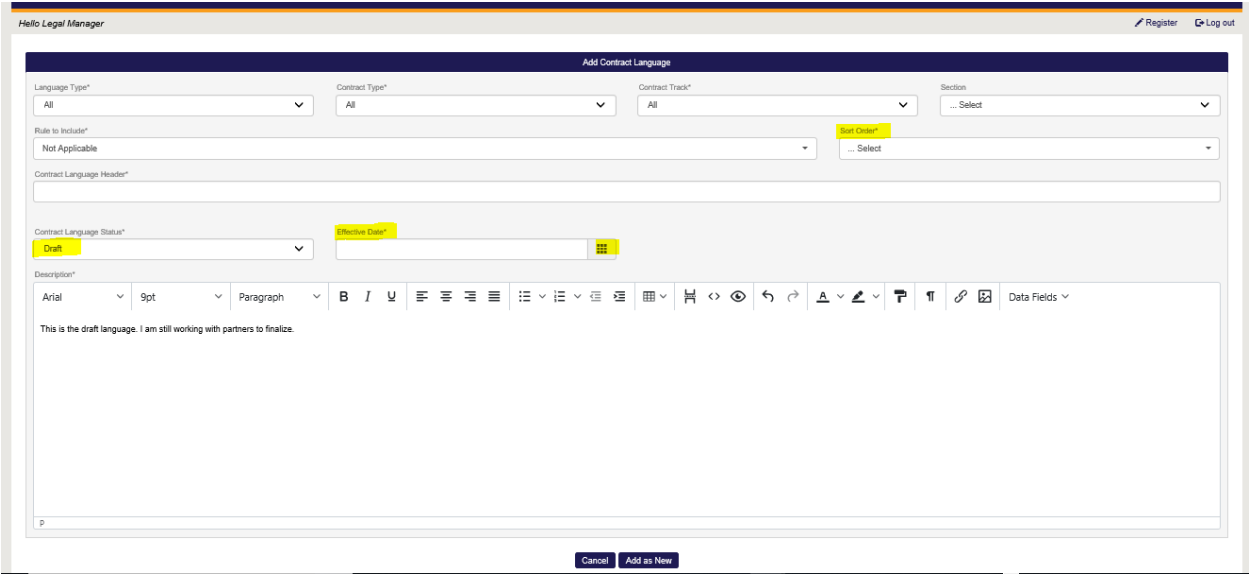 Hello Legal Manager Register Log out
Add Contract Language
Language Type* Contract Type* Contract Track* Section
All All All ... Select
Rule to Include* Sort Order*
Not Applicable ... Select
Contract Language Header*
Contract Language Status* Effective Date*
Draft
Description*
Arial 9pt Paragraph B I U Data Fields
This is the draft language. I am still working with partners to finalize.
P
Cancel Add as New